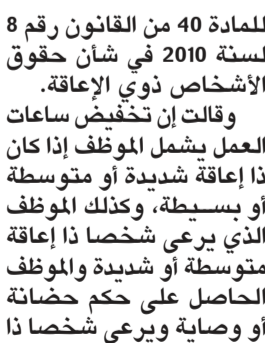 للمادة 40 من القانون رقم 8
لسنة 2010 في شأن حقوق
الأشخاص ذوي الإعاقة.
وقالت إن تخفيض ساعات
العمل يشمل الموظف إذا كان
ذا إعاقة شديدة أو متوسطة
أو بسـيطة، وكذلك الموظف
الذي يرعى شخصا ذا إعاقة
متوسطة أو شديدة والموظف
الحاصل على حكم حضانة
أو وصاية ويرعى شخصا ذا